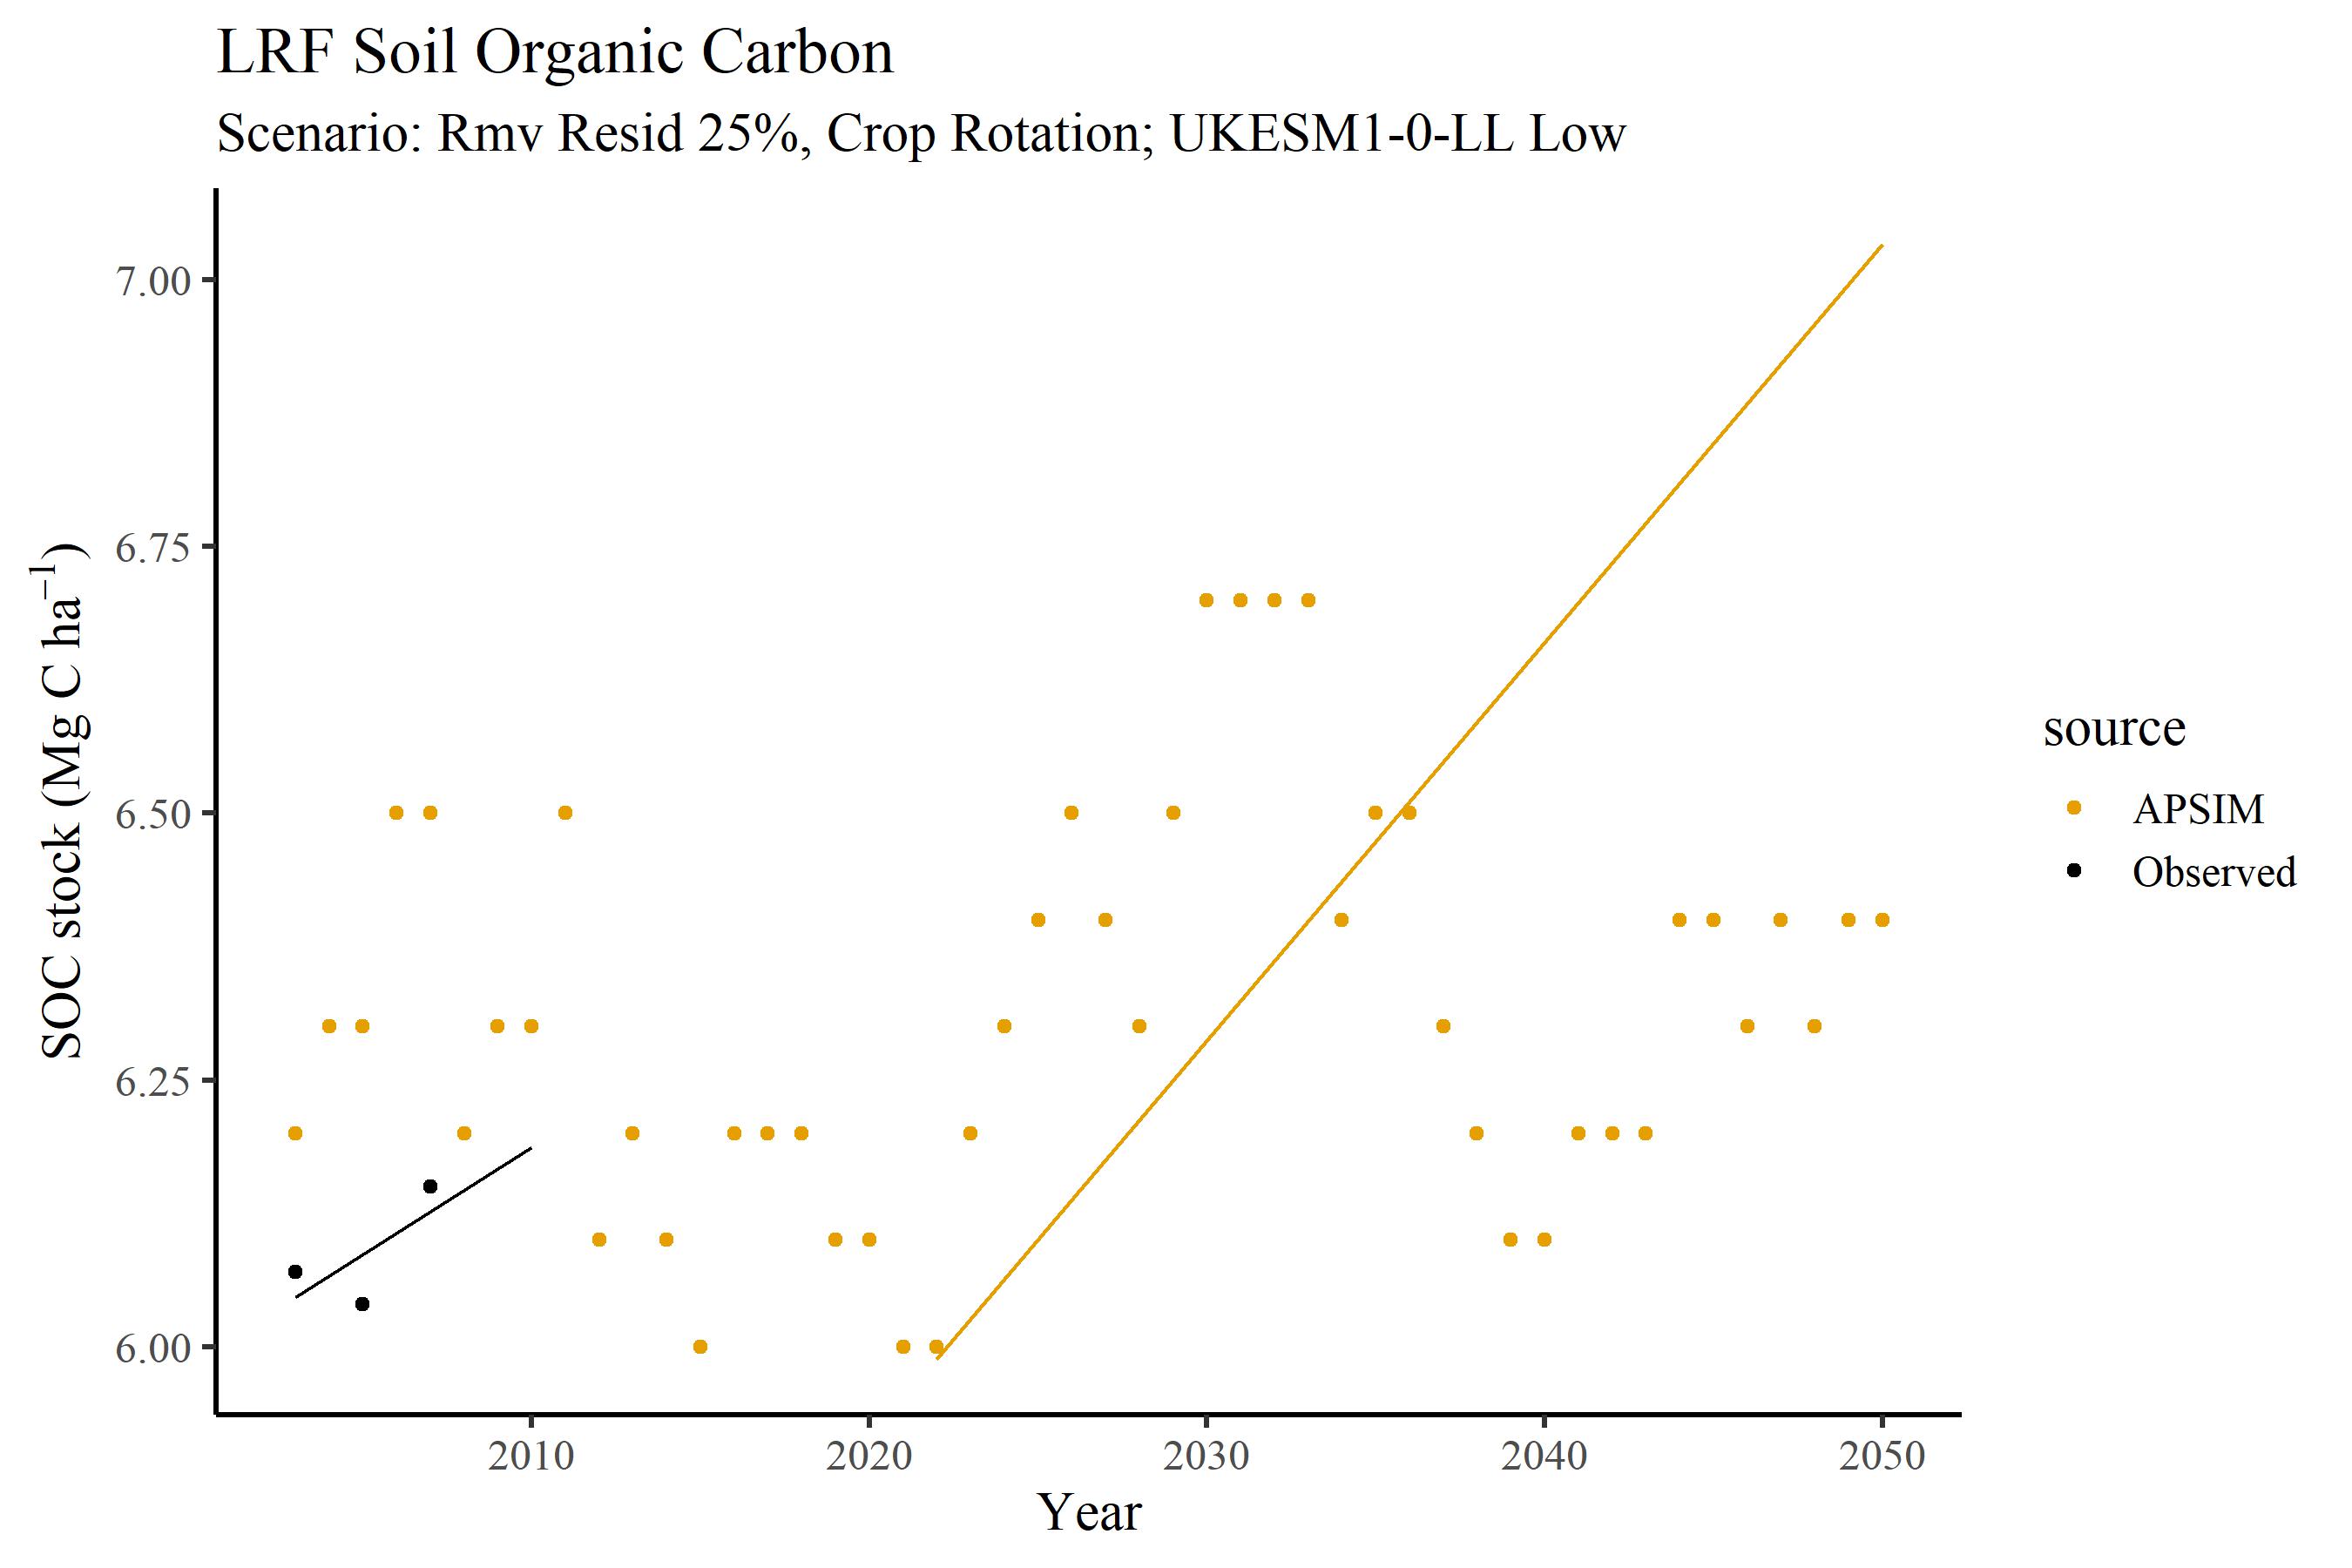 LRF Soil Organic Carbon
Scenario: Rmv Resid 25%, Crop Rotation; UKESM1-0-LL Low
SOC stock (Mg C ha⁻¹)
7.00
6.75
6.50
6.25
6.00
2010 2020 2030 2040 2050
Year
source
APSIM
Observed